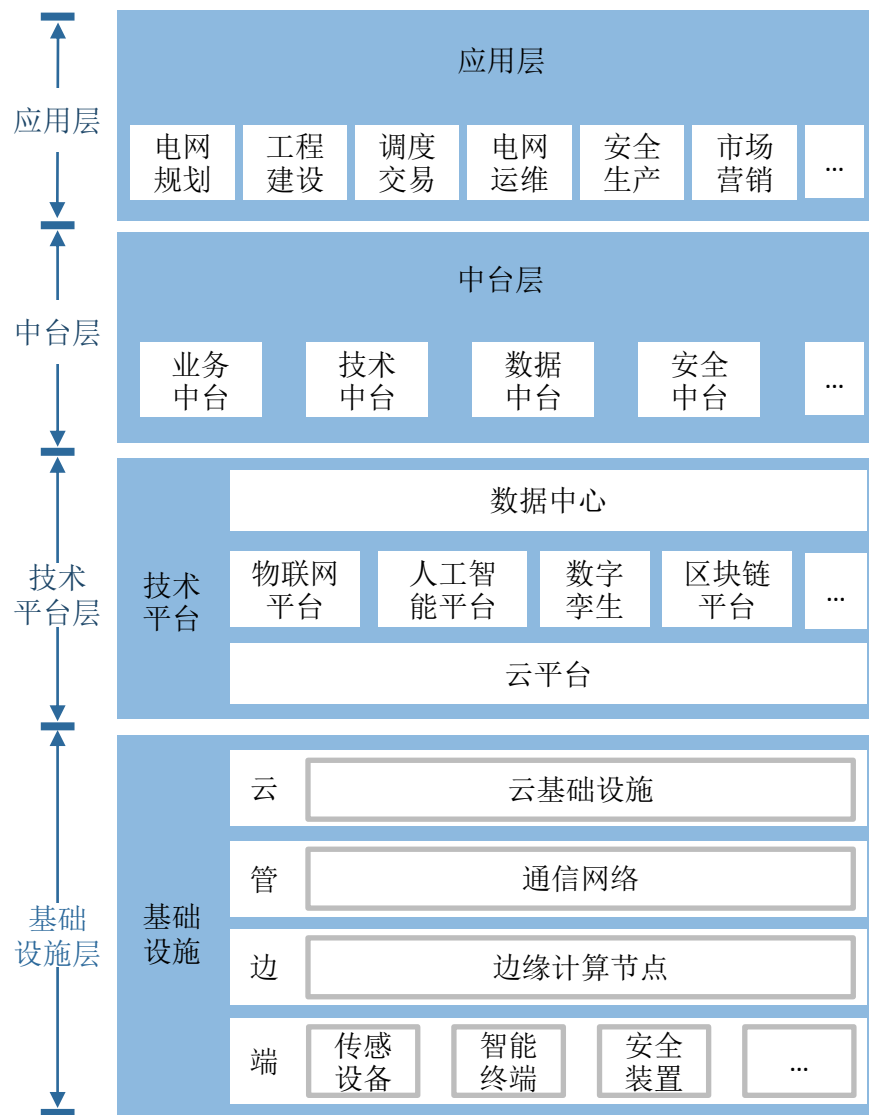 应用层
应用层
电网
规划
工程
建设
调度
交易
电网
运维
安全
生产
市场
营销
...
中台层
中台层
业务
中台
技术
中台
数据
中台
安全
中台
...
技术
平台层
技术
平台
数据中心
物联网
平台
人工智
能平台
数字
孪生
区块链
平台
...
云平台
基础
设施层
基础
设施
云
云基础设施
管
通信网络
边
边缘计算节点
端
传感
设备
智能
终端
安全
装置
...